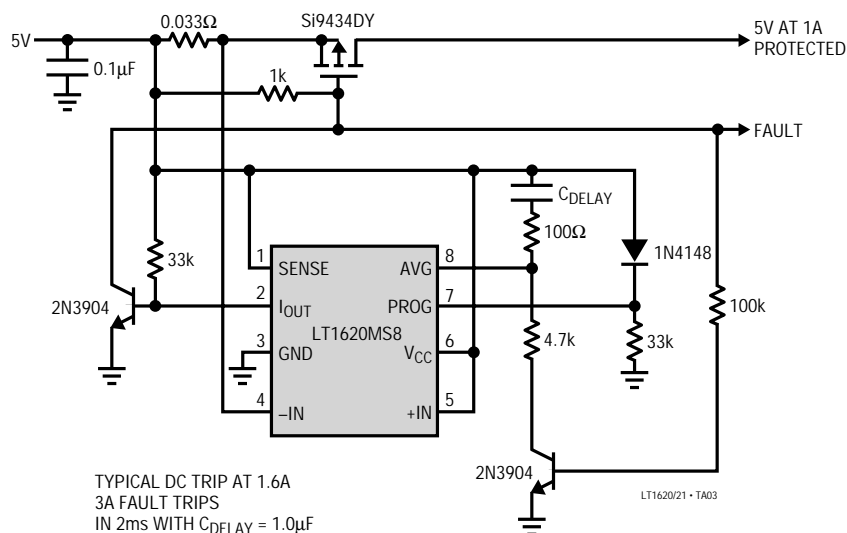 0.033Ω
Si9434DY
5V
5V AT 1A
PROTECTED
0.1µF
1k
FAULT
CDELAY
100Ω
1N4148
33k
1
SENSE
AVG
8
2N3904
2
IOUT
PROG
7
100k
LT1620MS8
3
GND
VCC
6
4.7k
33k
4
–IN
+IN
5
2N3904
LT1620/21 • TA03
TYPICAL DC TRIP AT 1.6A
3A FAULT TRIPS
IN 2ms WITH CDELAY = 1.0µF